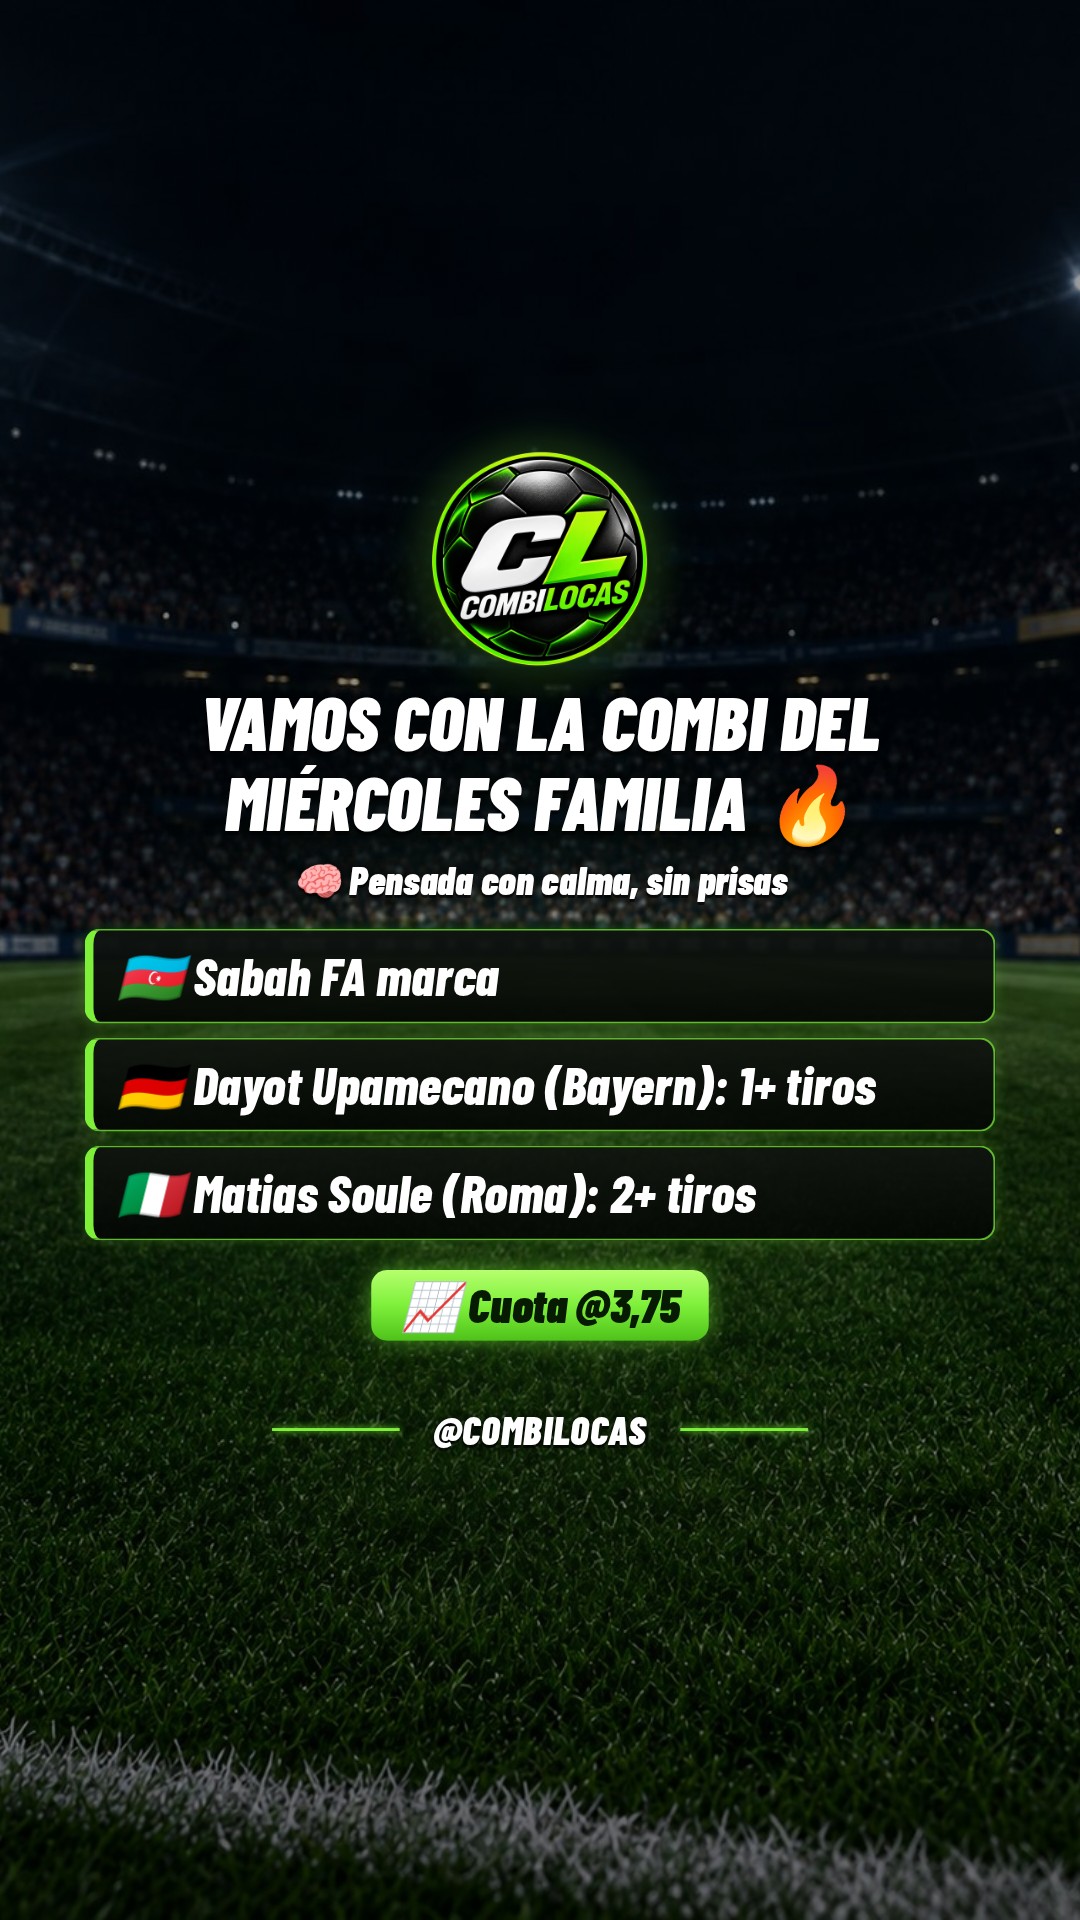 CL
COMBILOCAS
VAMOS CON LA COMBI DEL
MIÉRCOLES FAMILIA 🔥
🧠 Pensada con calma, sin prisas
🇦🇿 Sabah FA marca
🇩🇪 Dayot Upamecano (Bayern): 1+ tiros
🇮🇹 Matias Soule (Roma): 2+ tiros
📈 Cuota @3,75
@COMBILOCAS